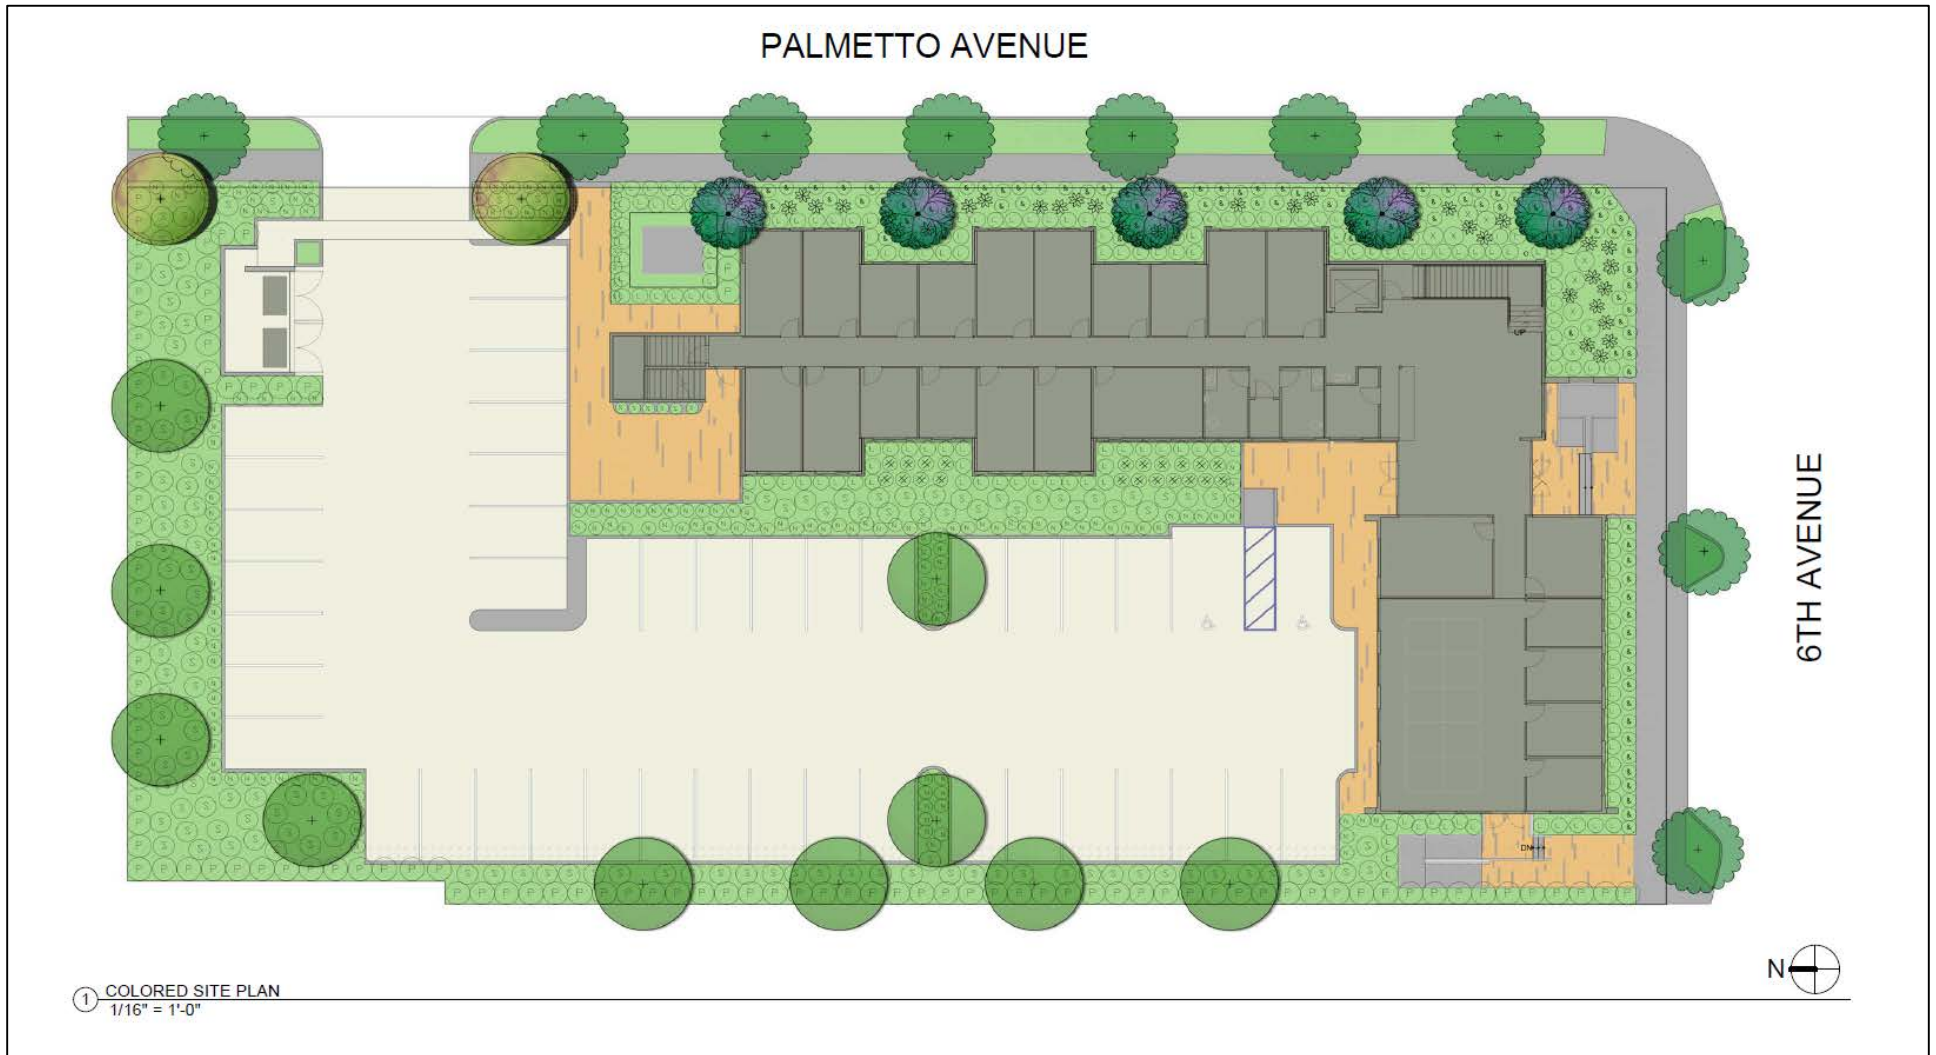 PALMETTO AVENUE
UP
6TH AVENUE
DN
N
1 COLORED SITE PLAN
1/16" = 1'-0"